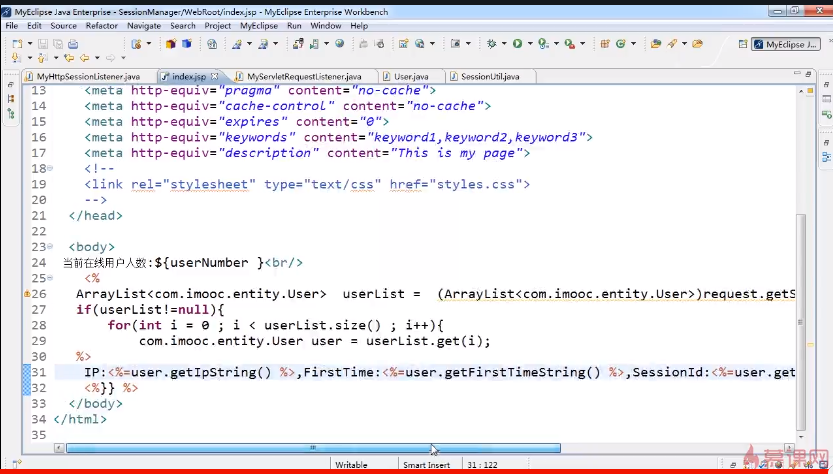 MyEclipse Java Enterprise - SessionManager/WebRoot/index.jsp - MyEclipse Enterprise Workbench
File Edit Source Refactor Navigate Search Project MyEclipse Run Window Help
MyEclipse Java...
MyHttpSessionListener.java *index.jsp MyServletRequestListener.java User.java SessionUtil.java
13 <meta http-equiv="pragma" content="no-cache">
14 <meta http-equiv="cache-control" content="no-cache">
15 <meta http-equiv="expires" content="0">
16 <meta http-equiv="keywords" content="keyword1,keyword2,keyword3">
17 <meta http-equiv="description" content="This is my page">
18 <!--
19 <link rel="stylesheet" type="text/css" href="styles.css">
20 -->
21 </head>
22
23 <body>
24 当前在线用户人数:${userNumber }<br/>
25 <%
26 ArrayList<com.imooc.entity.User> userList = (ArrayList<com.imooc.entity.User>)request.getS
27 if(userList!=null){
28 for(int i = 0 ; i < userList.size() ; i++){
29 com.imooc.entity.User user = userList.get(i);
30 %>
31 IP:<%=user.getIpString() %>,FirstTime:<%=user.getFirstTimeString() %>,SessionId:<%=user.get
32 <%}} %>
33 </body>
34 </html>
35
Writable Smart Insert 31 : 122
慕课网